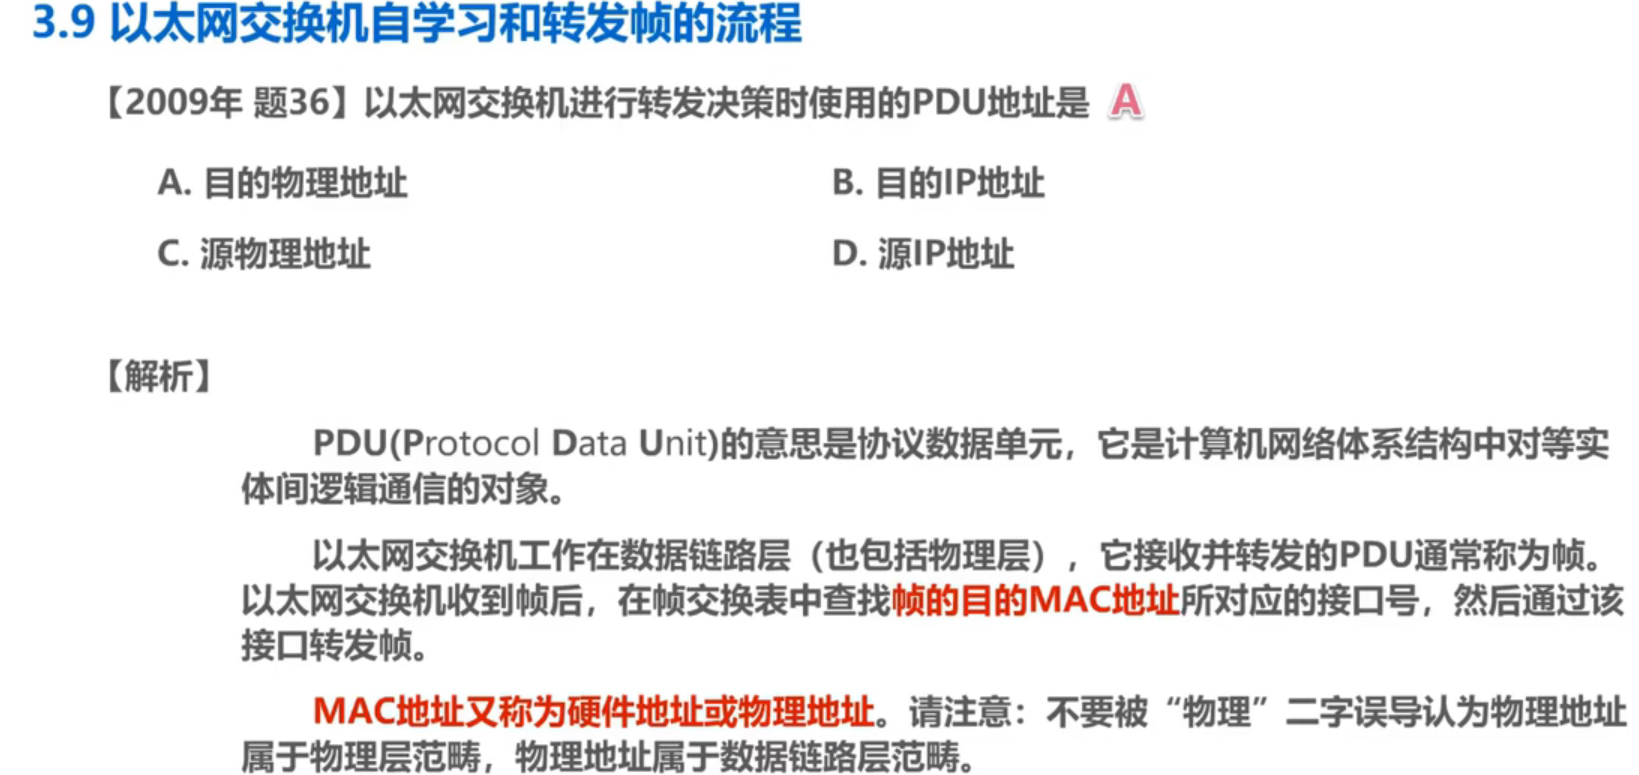 3.9 以太网交换机自学习和转发帧的流程
【2009年 题36】以太网交换机进行转发决策时使用的PDU地址是 A
A. 目的物理地址
B. 目的IP地址
C. 源物理地址
D. 源IP地址
【解析】
PDU(Protocol Data Unit)的意思是协议数据单元，它是计算机网络体系结构中对等实
体间逻辑通信的对象。
以太网交换机工作在数据链路层（也包括物理层），它接收并转发的PDU通常称为帧。
以太网交换机收到帧后，在帧交换表中查找帧的目的MAC地址所对应的接口号，然后通过该
接口转发帧。
MAC地址又称为硬件地址或物理地址。请注意：不要被“物理”二字误导认为物理地址
属于物理层范畴，物理地址属于数据链路层范畴。